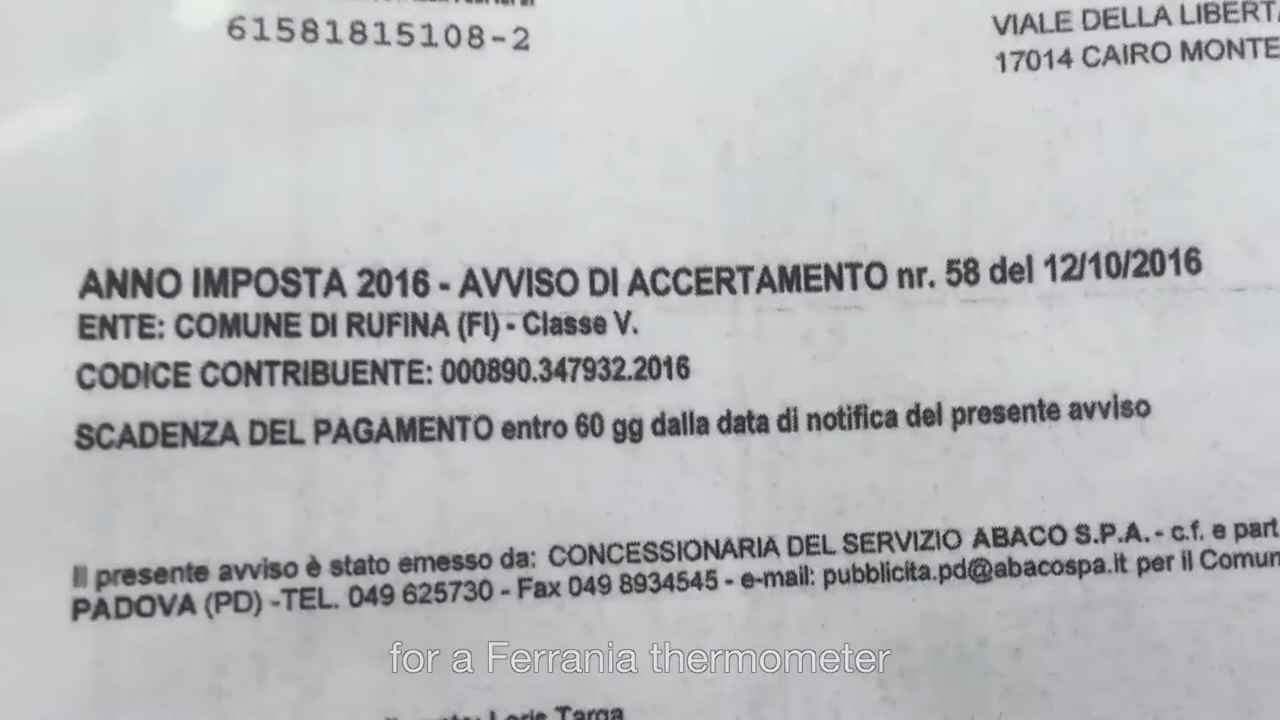 61581815108-2
VIALE DELLA LIBERT
17014 CAIRO MONTE
ANNO IMPOSTA 2016 - AVVISO DI ACCERTAMENTO nr. 58 del 12/10/2016
ENTE: COMUNE DI RUFINA (FI) - Classe V.
CODICE CONTRIBUENTE: 000890.347932.2016
SCADENZA DEL PAGAMENTO entro 60 gg dalla data di notifica del presente avviso
Il presente avviso è stato emesso da: CONCESSIONARIA DEL SERVIZIO ABACO S.P.A. - c.f. e part
PADOVA (PD) -TEL. 049 625730 - Fax 049 8934545 - e-mail: pubblicita.pd@abacospa.it per il Comun
for a Ferrania thermometer
Loris Targa